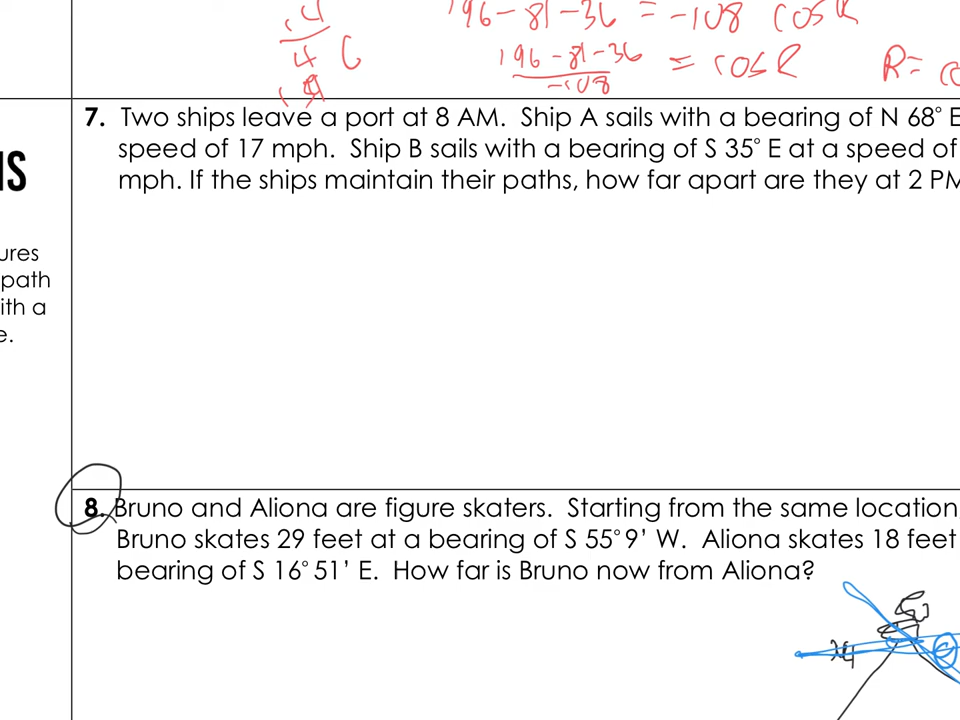 196-81-36 = -108 cosR
196-81-36
-108
= cosR
R=
7. Two ships leave a port at 8 AM. Ship A sails with a bearing of N 68° E
speed of 17 mph. Ship B sails with a bearing of S 35° E at a speed of
mph. If the ships maintain their paths, how far apart are they at 2 PM
ures
path
ith a
e.
8. Bruno and Aliona are figure skaters. Starting from the same location,
Bruno skates 29 feet at a bearing of S 55° 9' W. Aliona skates 18 feet
bearing of S 16° 51' E. How far is Bruno now from Aliona?